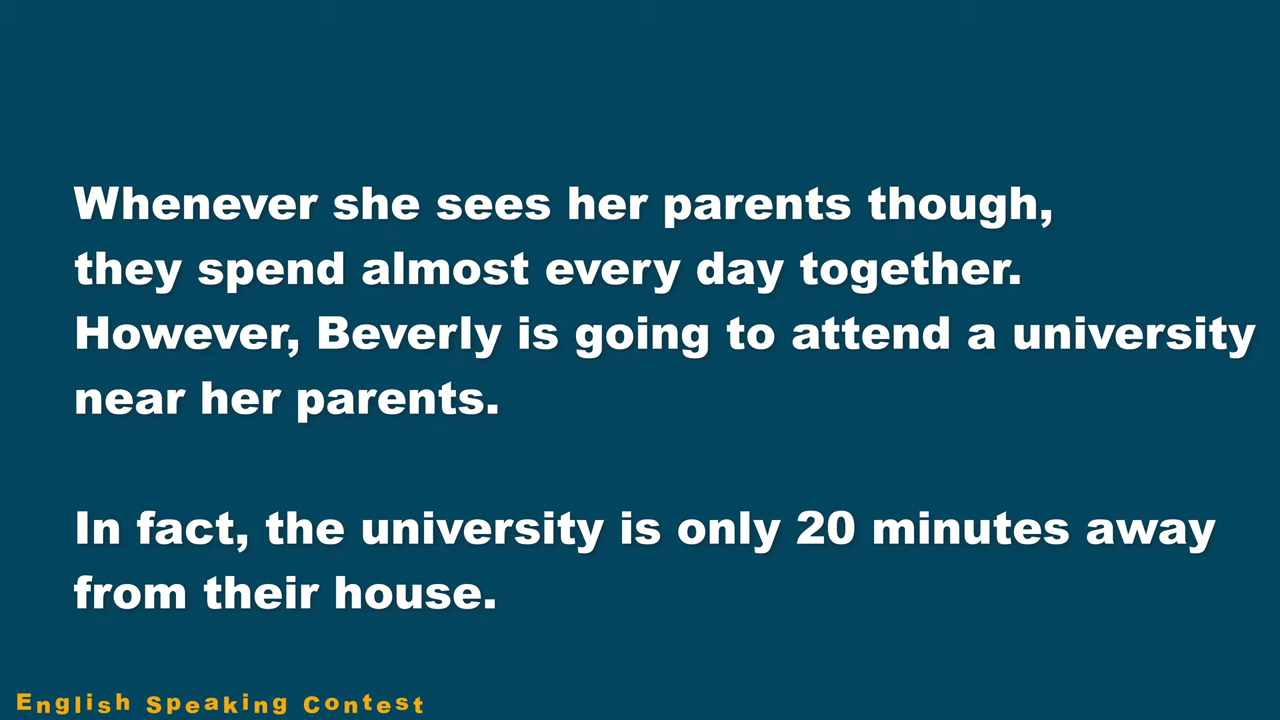 Whenever she sees her parents though,
they spend almost every day together.
However, Beverly is going to attend a university
near her parents.
In fact, the university is only 20 minutes away
from their house.
English Speaking Contest